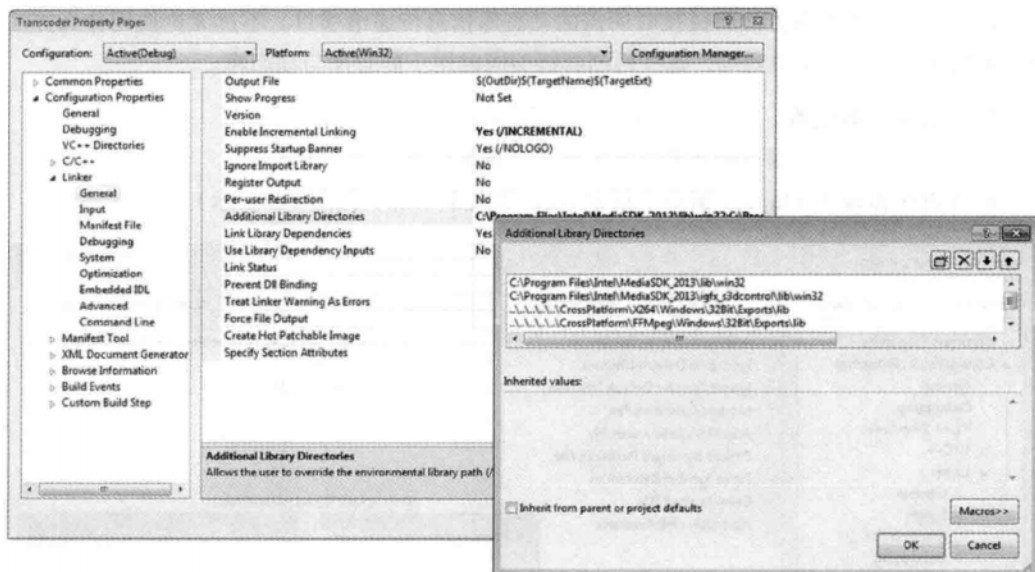 Transcoder Property Pages
Configuration: Active(Debug) Platform: Active(Win32) Configuration Manager...
Common Properties
Configuration Properties
General
Debugging
VC++ Directories
C/C++
Linker
General
Input
Manifest File
Debugging
System
Optimization
Embedded IDL
Advanced
Command Line
Manifest Tool
XML Document Generator
Browse Information
Build Events
Custom Build Step
Output File $(OutDir)$(TargetName)$(TargetExt)
Show Progress Not Set
Version
Enable Incremental Linking Yes (/INCREMENTAL)
Suppress Startup Banner Yes (/NOLOGO)
Ignore Import Library No
Register Output No
Per-user Redirection No
Additional Library Directories C:\Program Files\Intel\MediaSDK_2013\lib\win32;C:\Prog
Link Library Dependencies Yes
Use Library Dependency Inputs No
Link Status
Prevent Dll Binding
Treat Linker Warning As Errors
Force File Output
Create Hot Patchable Image
Specify Section Attributes
Additional Library Directories
Allows the user to override the environmental library path (/
Additional Library Directories
C:\Program Files\Intel\MediaSDK_2013\lib\win32
C:\Program Files\Intel\MediaSDK_2013\igfx_s3dcontrol\lib\win32
..\..\..\..\CrossPlatform\X264\Windows\32Bit\Exports\lib
..\..\..\..\CrossPlatform\FFMpeg\Windows\32Bit\Exports\lib
Inherited values:
Inherit from parent or project defaults
Macros>>
OK Cancel